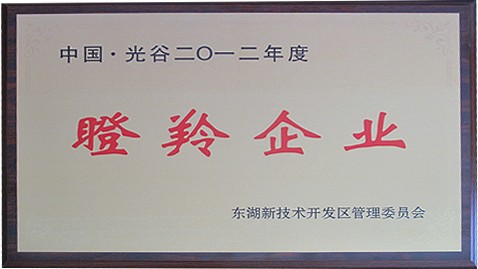 中国·光谷二〇一二年度
瞪羚企业
东湖新技术开发区管理委员会